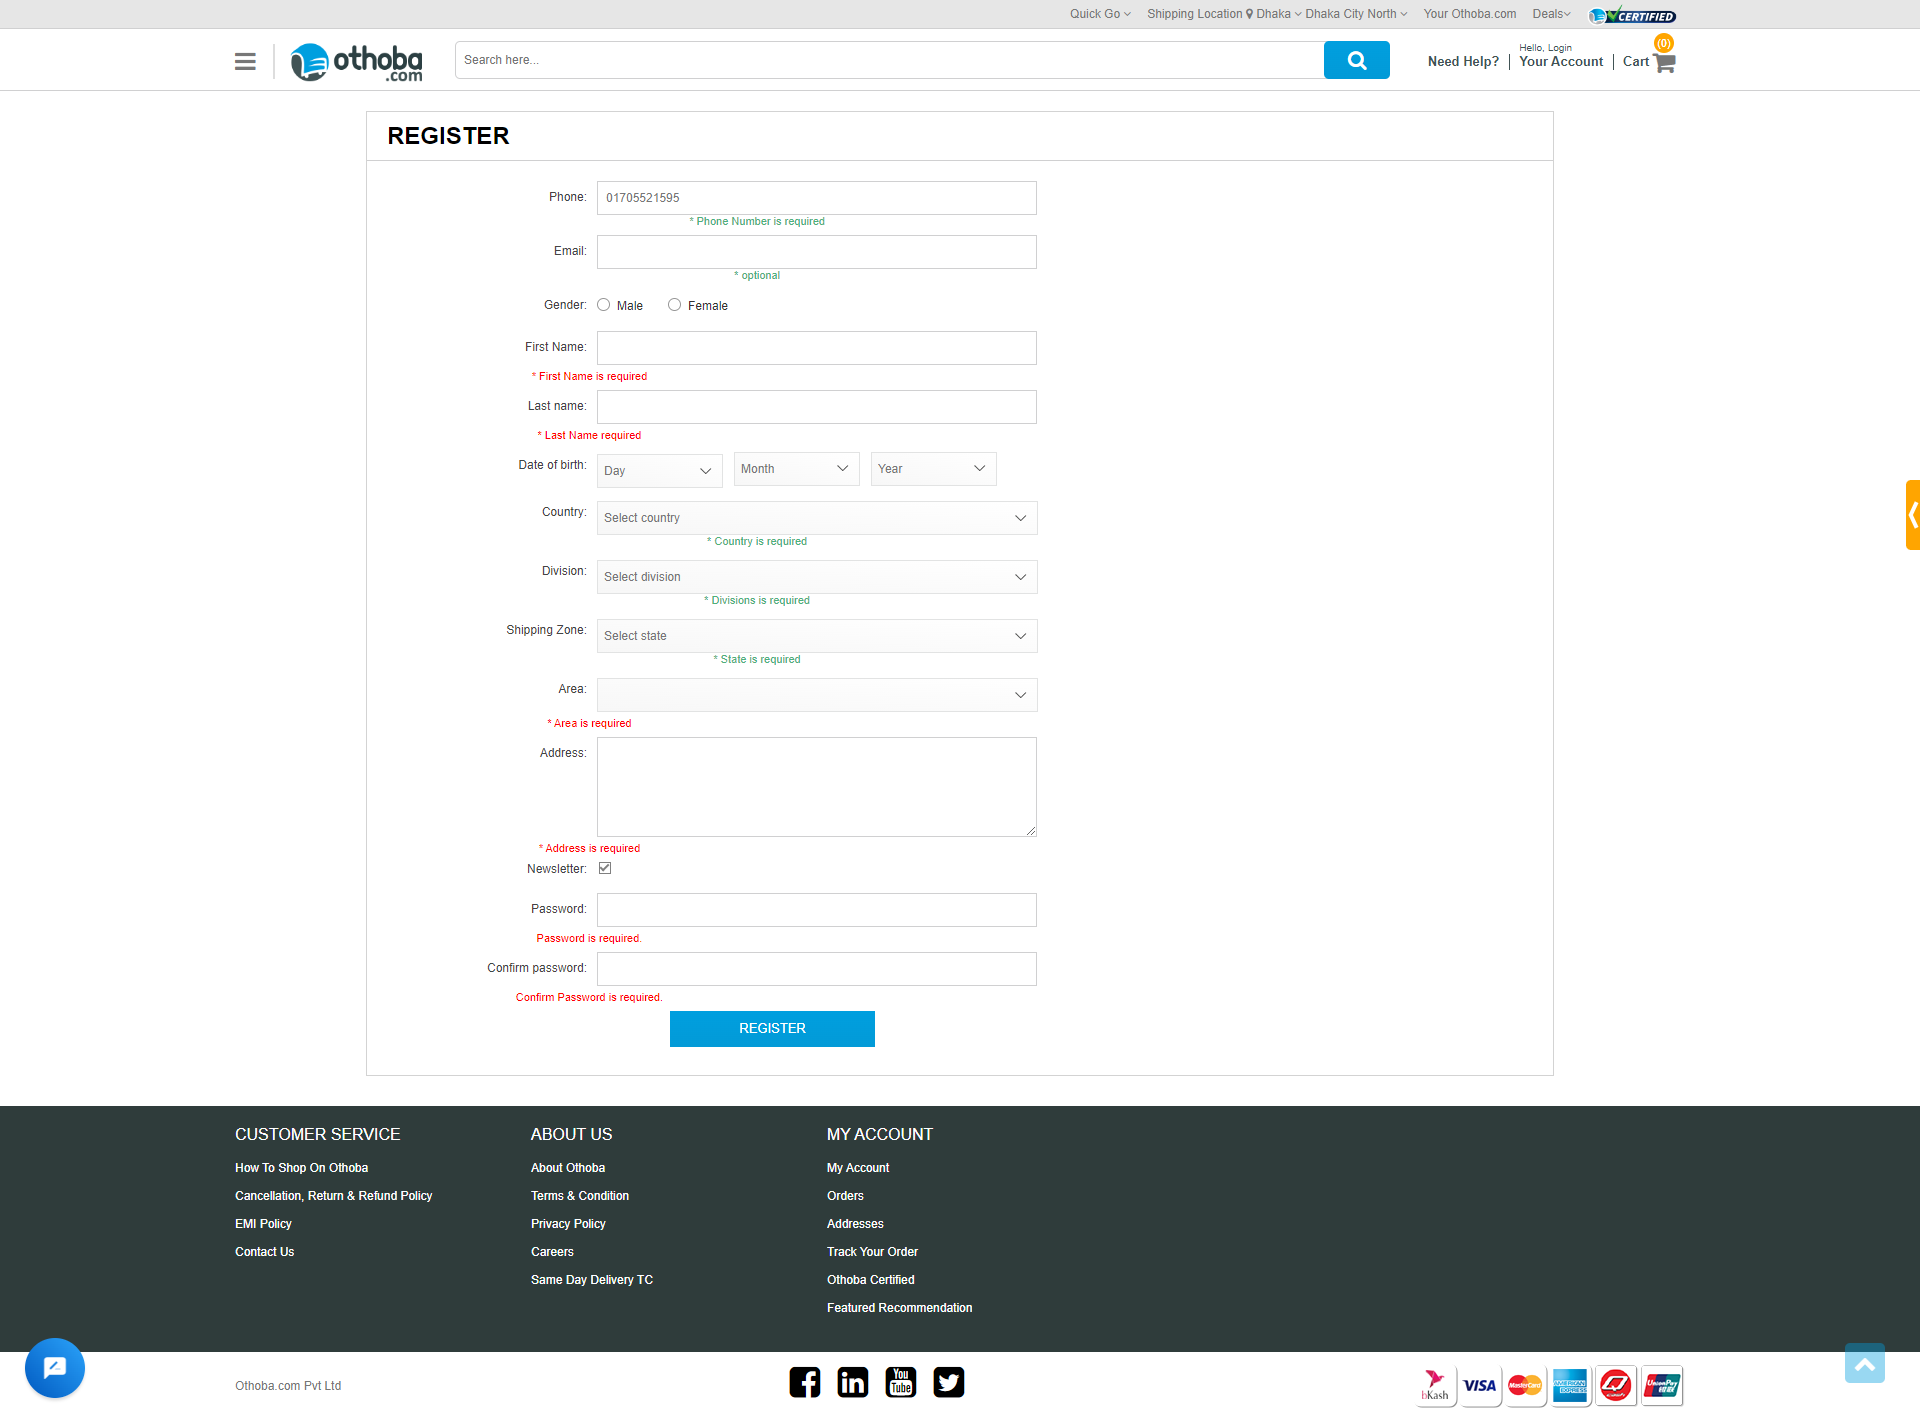 Quick Go Shipping Location Dhaka Dhaka City North Your Othoba.com Deals CERTIFIED
othoba.com
Search here...
Need Help? Hello, Login Your Account Cart (0)
REGISTER
Phone: 01705521595
* Phone Number is required
Email:
* optional
Gender: Male Female
First Name:
* First Name is required
Last name:
* Last Name required
Date of birth: Day Month Year
Country: Select country
* Country is required
Division: Select division
* Divisions is required
Shipping Zone: Select state
* State is required
Area:
* Area is required
Address:
* Address is required
Newsletter:
Password:
Password is required.
Confirm password:
Confirm Password is required.
REGISTER
CUSTOMER SERVICE
How To Shop On Othoba
Cancellation, Return & Refund Policy
EMI Policy
Contact Us
ABOUT US
About Othoba
Terms & Condition
Privacy Policy
Careers
Same Day Delivery TC
MY ACCOUNT
My Account
Orders
Addresses
Track Your Order
Othoba Certified
Featured Recommendation
Othoba.com Pvt Ltd
You Tube
bKash VISA MasterCard AMERICAN EXPRESS UnionPay